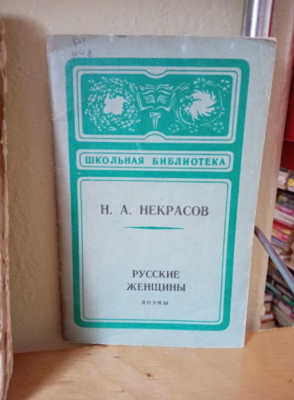 ШКОЛЬНАЯ БИБЛИОТЕКА
Н. А. НЕКРАСОВ
РУССКИЕ
ЖЕНЩИНЫ
ПОЭМЫ